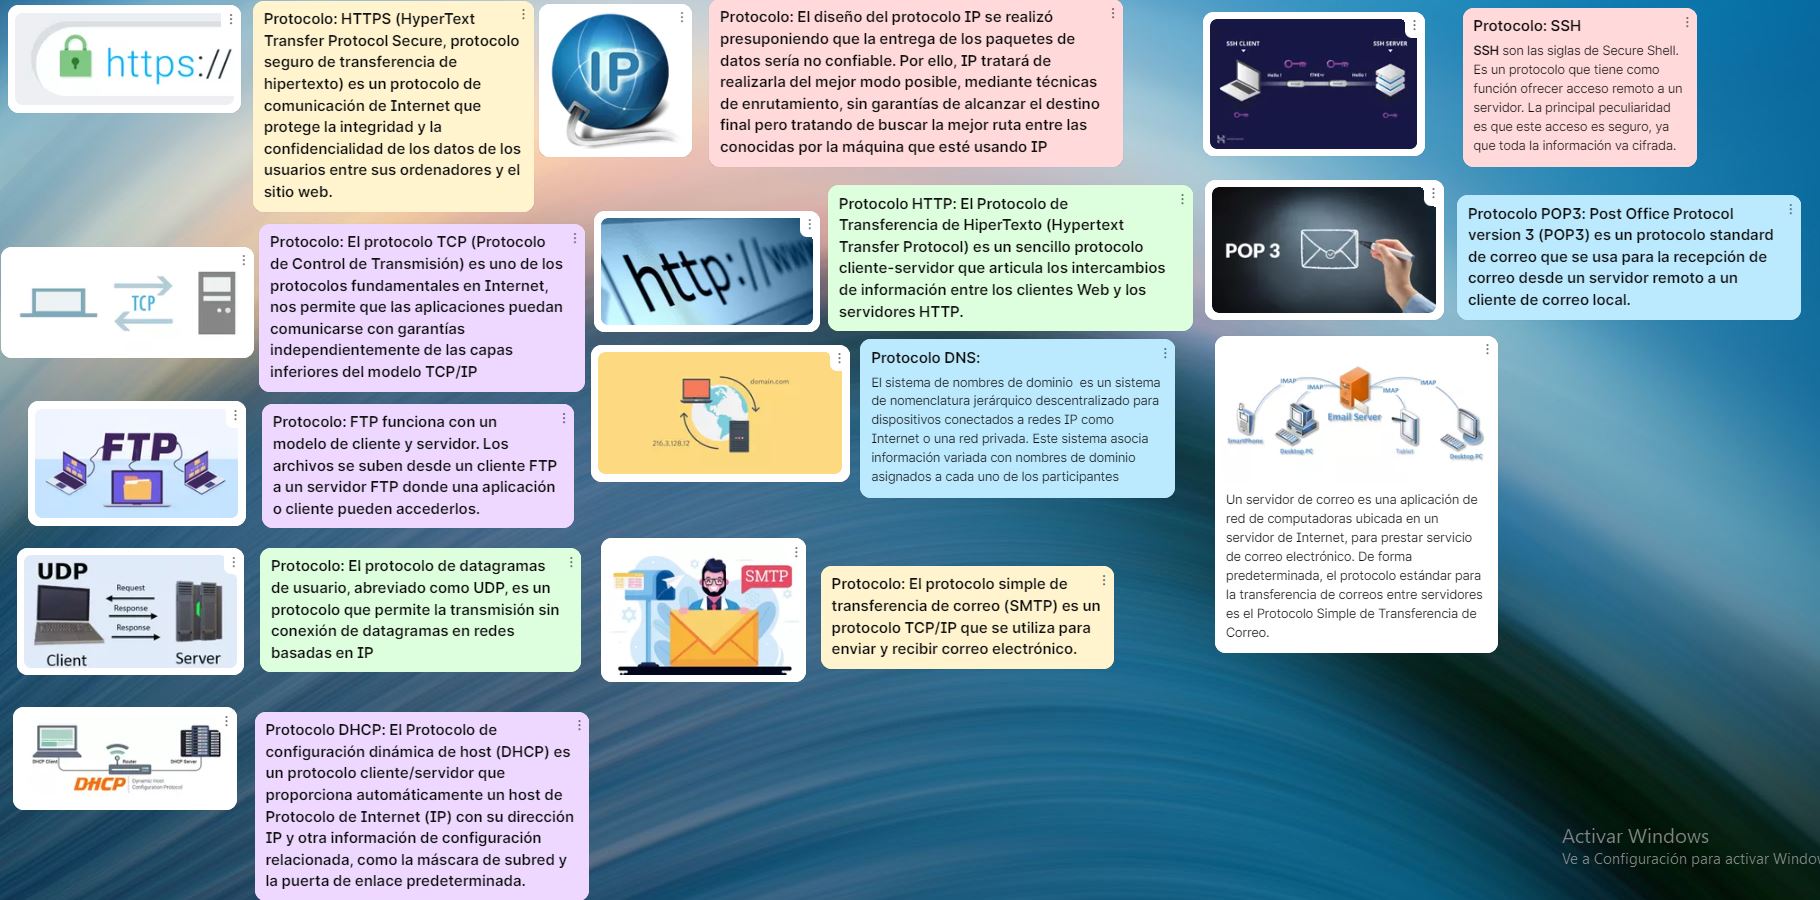 https://
Protocolo: HTTPS (HyperText
Transfer Protocol Secure, protocolo
seguro de transferencia de
hipertexto) es un protocolo de
comunicación de Internet que
protege la integridad y la
confidencialidad de los datos de los
usuarios entre sus ordenadores y el
sitio web.
IP
Protocolo: El diseño del protocolo IP se realizó
presuponiendo que la entrega de los paquetes de
datos sería no confiable. Por ello, IP tratará de
realizarla del mejor modo posible, mediante técnicas
de enrutamiento, sin garantías de alcanzar el destino
final pero tratando de buscar la mejor ruta entre las
conocidas por la máquina que esté usando IP
SSH CLIENT
SSH SERVER
Hello !
Hello !
Protocolo: SSH
SSH son las siglas de Secure Shell.
Es un protocolo que tiene como
función ofrecer acceso remoto a un
servidor. La principal peculiaridad
es que este acceso es seguro, ya
que toda la información va cifrada.
TCP
Protocolo: El protocolo TCP (Protocolo
de Control de Transmisión) es uno de los
protocolos fundamentales en Internet,
nos permite que las aplicaciones puedan
comunicarse con garantías
independientemente de las capas
inferiores del modelo TCP/IP
http://www
Protocolo HTTP: El Protocolo de
Transferencia de HiperTexto (Hypertext
Transfer Protocol) es un sencillo protocolo
cliente-servidor que articula los intercambios
de información entre los clientes Web y los
servidores HTTP.
POP 3
Protocolo POP3: Post Office Protocol
version 3 (POP3) es un protocolo standard
de correo que se usa para la recepción de
correo desde un servidor remoto a un
cliente de correo local.
FTP
Protocolo: FTP funciona con un
modelo de cliente y servidor. Los
archivos se suben desde un cliente FTP
a un servidor FTP donde una aplicación
o cliente pueden accederlos.
domain.com
216.3.128.12
Protocolo DNS:
El sistema de nombres de dominio es un sistema
de nomenclatura jerárquico descentralizado para
dispositivos conectados a redes IP como
Internet o una red privada. Este sistema asocia
información variada con nombres de dominio
asignados a cada uno de los participantes
IMAP
IMAP
IMAP
IMAP
Email Server
SmartPhone
Desktop PC
Tablet
Desktop PC
Un servidor de correo es una aplicación de
red de computadoras ubicada en un
servidor de Internet, para prestar servicio
de correo electrónico. De forma
predeterminada, el protocolo estándar para
la transferencia de correos entre servidores
es el Protocolo Simple de Transferencia de
Correo.
UDP
Request
Response
Response
Client
Server
Protocolo: El protocolo de datagramas
de usuario, abreviado como UDP, es un
protocolo que permite la transmisión sin
conexión de datagramas en redes
basadas en IP
SMTP
Protocolo: El protocolo simple de
transferencia de correo (SMTP) es un
protocolo TCP/IP que se utiliza para
enviar y recibir correo electrónico.
DHCP Client
Router
DHCP Server
DHCP
Dynamic Host
Configuration Protocol
Protocolo DHCP: El Protocolo de
configuración dinámica de host (DHCP) es
un protocolo cliente/servidor que
proporciona automáticamente un host de
Protocolo de Internet (IP) con su dirección
IP y otra información de configuración
relacionada, como la máscara de subred y
la puerta de enlace predeterminada.
Activar Windows
Ve a Configuración para activar Windo